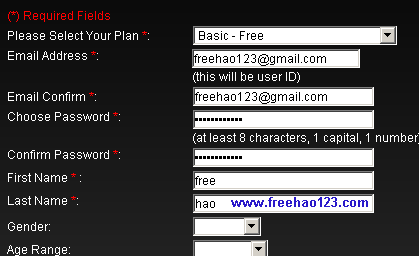 (*) Required Fields
Please Select Your Plan *: Basic - Free
Email Address *: freehao123@gmail.com
(this will be user ID)
Email Confirm *: freehao123@gmail.com
Choose Password *: •••••••••••
(at least 8 characters, 1 capital, 1 number
Confirm Password *: •••••••••••
First Name *: free
Last Name *: hao www.freehao123.com
Gender:
Age Range: